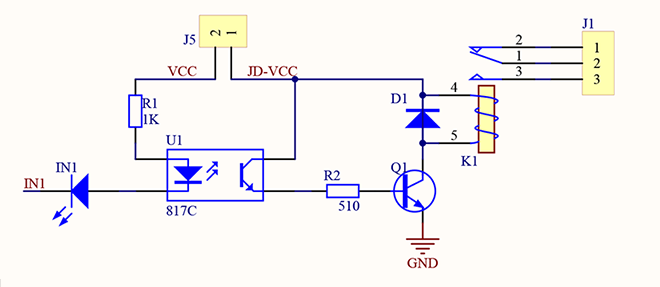 J1
J5
2 1
2 1
1 2
3 3
VCC JD-VCC
4
D1
R1
1K
U1
5
K1
IN1
R2
Q1
IN1
817C
510
GND